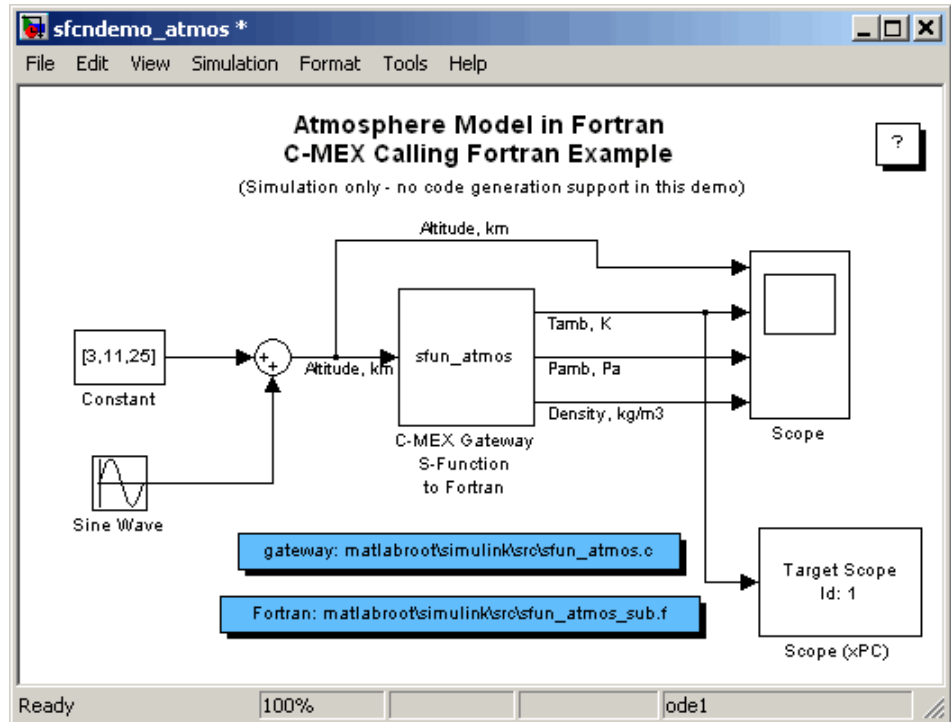 sfcndemo_atmos *
File Edit View Simulation Format Tools Help
Atmosphere Model in Fortran
C-MEX Calling Fortran Example
(Simulation only - no code generation support in this demo)
?
Altitude, km
[3,11,25]
Constant
++
Altitude, km
sfun_atmos
C-MEX Gateway
S-Function
to Fortran
Tamb, K
Pamb, Pa
Density, kg/m3
Scope
Sine Wave
gateway: matlabroot\simulink\src\sfun_atmos.c
Fortran: matlabroot\simulink\src\sfun_atmos_sub.f
Target Scope
Id: 1
Scope (xPC)
Ready 100% ode1